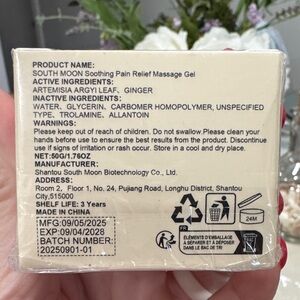 PRODUCT NAME:
SOUTH MOON Soothing Pain Relief Massage Gel
ACTIVE INGREDIENTS:
ARTEMISIA ARGYI LEAF, GINGER
INACTIVE INGREDIENTS:
WATER, GLYCERIN, CARBOMER HOMOPOLYMER, UNSPECIFIED
TYPE, TROLAMINE, ALLANTOIN
WARNINGS:
Please keep out of reach of children. Do not swallow.Please clean your
hands before use to ensure the best results from the product. Discontinue
use if signs of irritation or rash occur. Store in a cool and dry place.
NET:50G/1.76OZ
MANUFACTURER:
Shantou South Moon Biotechnology Co., Ltd.
ADDRESS:
Room 2, Floor 1, No. 24, Pujiang Road, Longhu District, Shantou
City,515000
SHELF LIFE: 3 Years
MADE IN CHINA
MFG:09/05/2025
EXP:09/04/2028
BATCH NUMBER:
20250901-01
24M
FR
ÉLÉMENTS D'EMBALLAGE
À SÉPARER ET À DÉPOSER
DANS LE BAC DE TRI